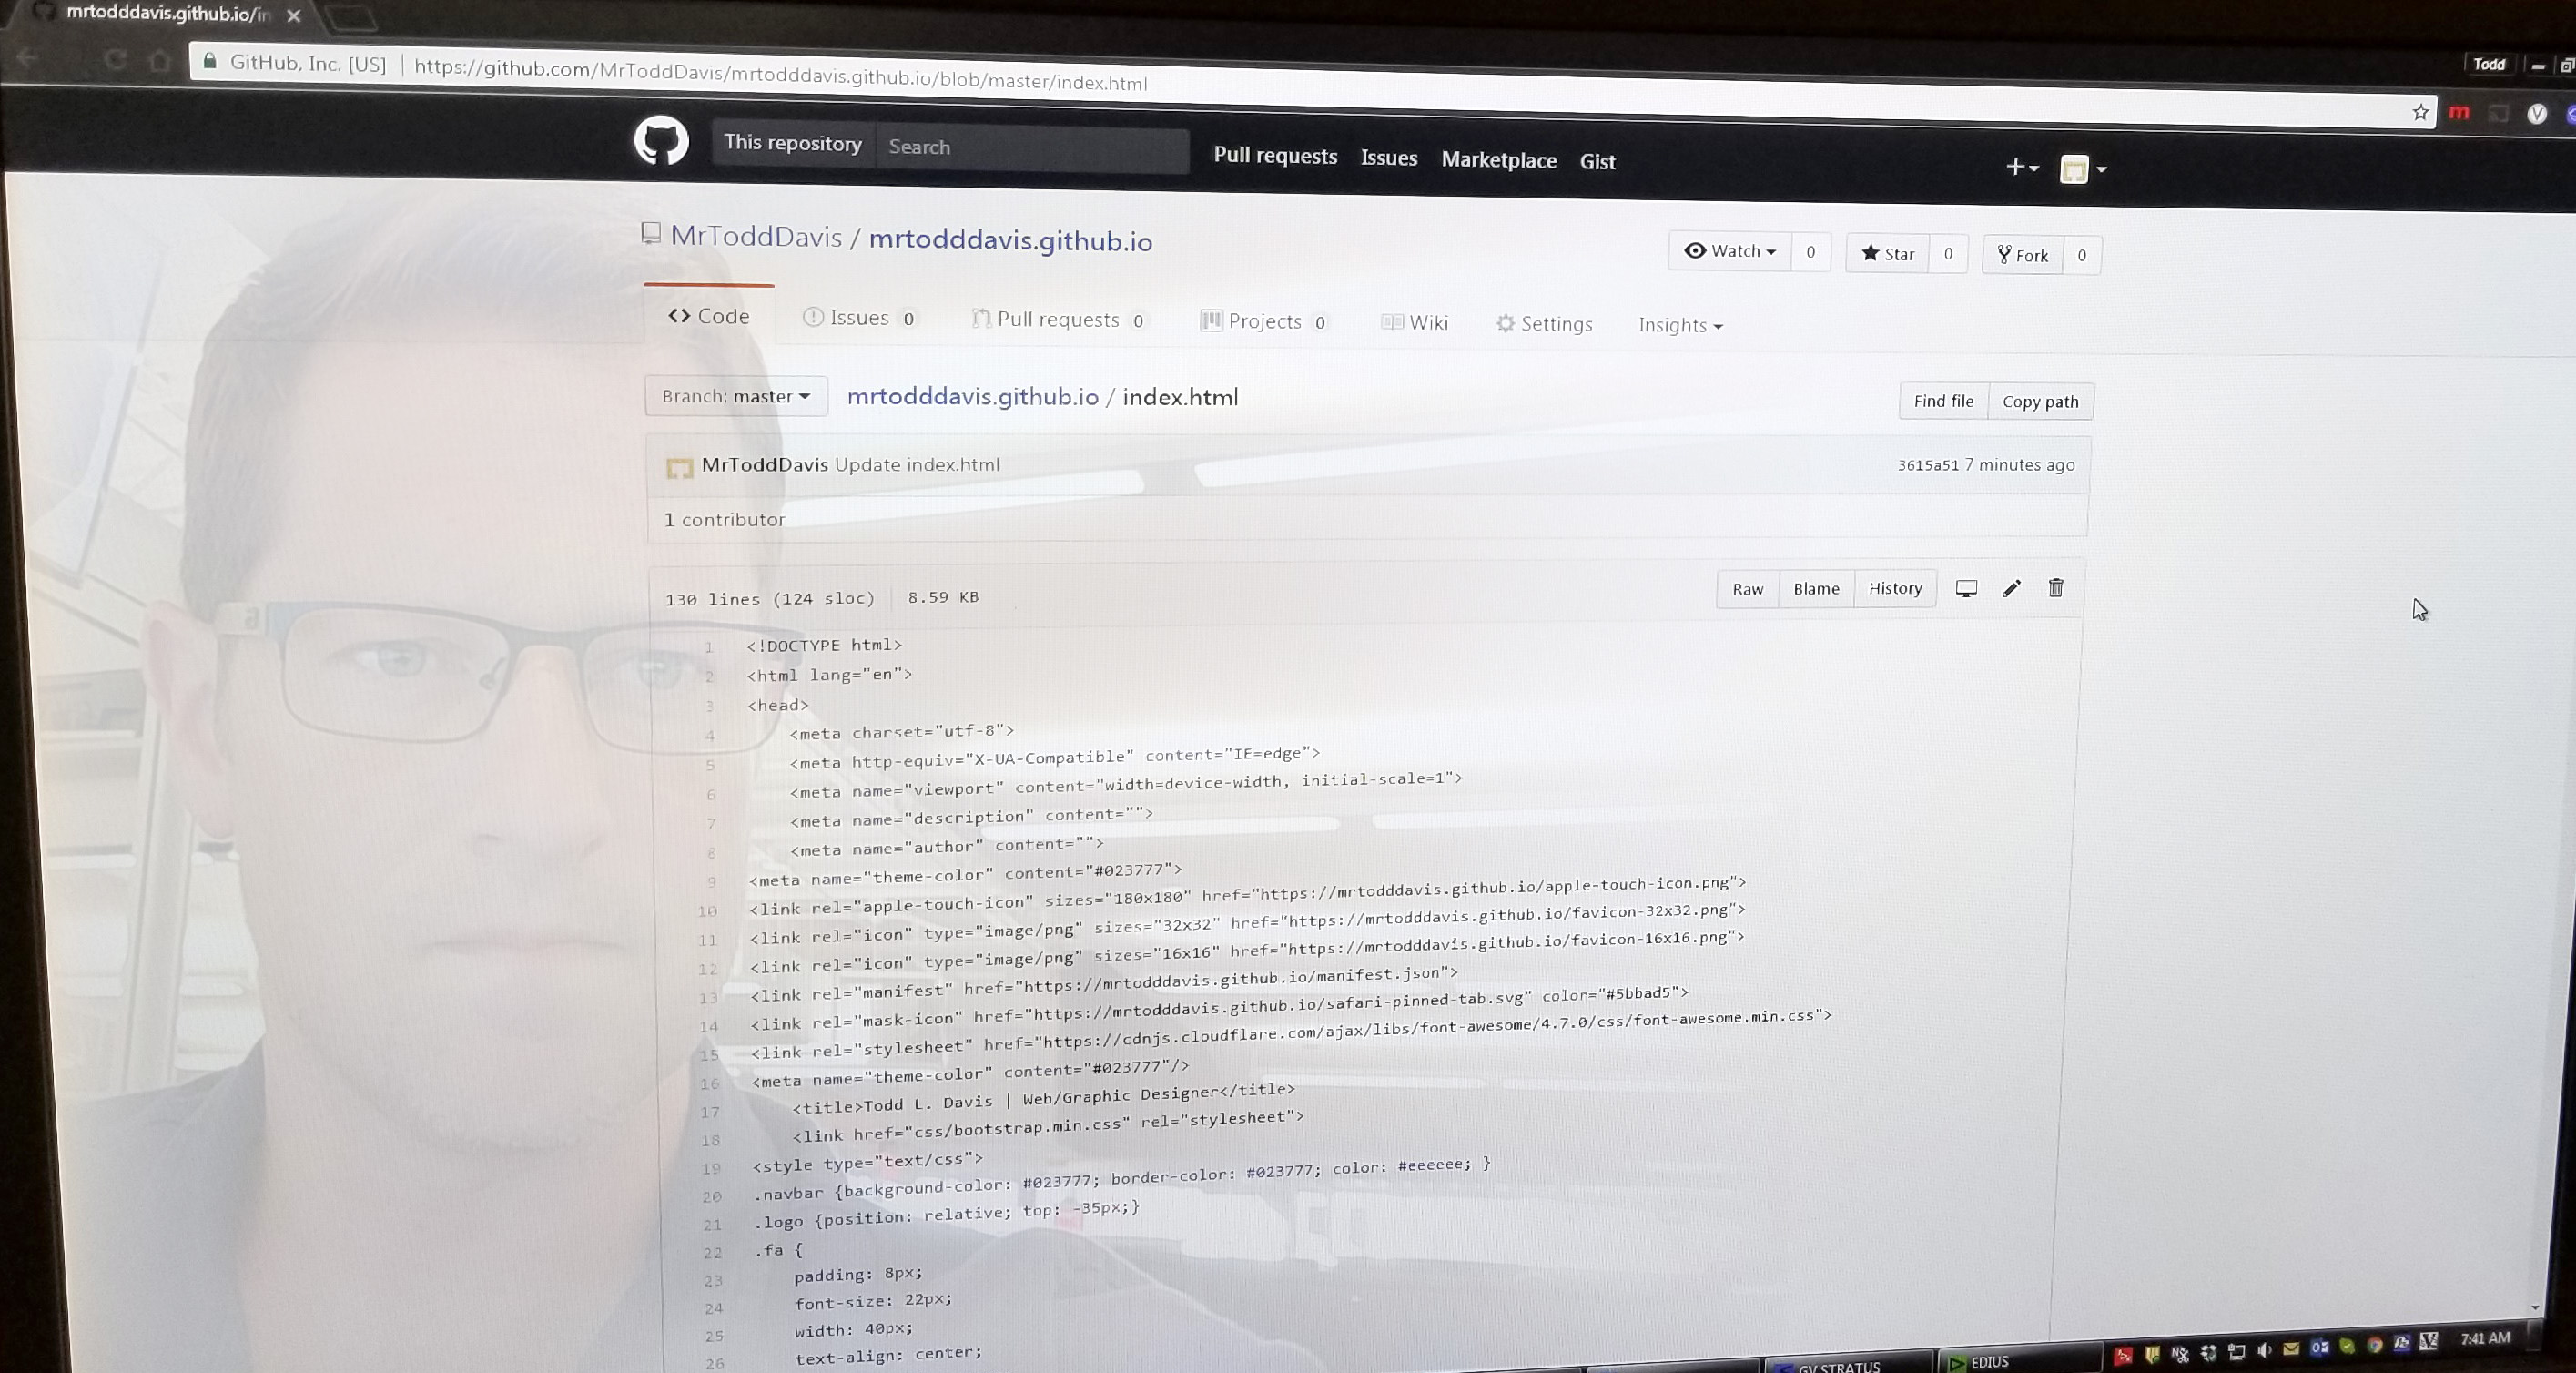 mrtodddavis.github.io/in
GitHub, Inc. [US] | https://github.com/MrToddDavis/mrtodddavis.github.io/blob/master/index.html
Todd
This repository Search Pull requests Issues Marketplace Gist
MrToddDavis / mrtodddavis.github.io
Watch 0 Star 0 Fork 0
Code Issues 0 Pull requests 0 Projects 0 Wiki Settings Insights
Branch: master mrtodddavis.github.io / index.html Find file Copy path
MrToddDavis Update index.html 3615a51 7 minutes ago
1 contributor
130 lines (124 sloc) 8.59 KB Raw Blame History
1 <!DOCTYPE html>
2 <html lang="en">
3 <head>
4 <meta charset="utf-8">
5 <meta http-equiv="X-UA-Compatible" content="IE=edge">
6 <meta name="viewport" content="width=device-width, initial-scale=1">
7 <meta name="description" content="">
8 <meta name="author" content="">
9 <meta name="theme-color" content="#023777">
10 <link rel="apple-touch-icon" sizes="180x180" href="https://mrtodddavis.github.io/apple-touch-icon.png">
11 <link rel="icon" type="image/png" sizes="32x32" href="https://mrtodddavis.github.io/favicon-32x32.png">
12 <link rel="icon" type="image/png" sizes="16x16" href="https://mrtodddavis.github.io/favicon-16x16.png">
13 <link rel="manifest" href="https://mrtodddavis.github.io/manifest.json">
14 <link rel="mask-icon" href="https://mrtodddavis.github.io/safari-pinned-tab.svg" color="#5bbad5">
15 <link rel="stylesheet" href="https://cdnjs.cloudflare.com/ajax/libs/font-awesome/4.7.0/css/font-awesome.min.css">
16 <meta name="theme-color" content="#023777"/>
17 <title>Todd L. Davis | Web/Graphic Designer</title>
18 <link href="css/bootstrap.min.css" rel="stylesheet">
19 <style type="text/css">
20 .navbar {background-color: #023777; border-color: #023777; color: #eeeeee; }
21 .logo {position: relative; top: -35px;}
22 .fa {
23 padding: 8px;
24 font-size: 22px;
25 width: 40px;
26 text-align: center;
GV STRATUS EDIUS 7:41 AM